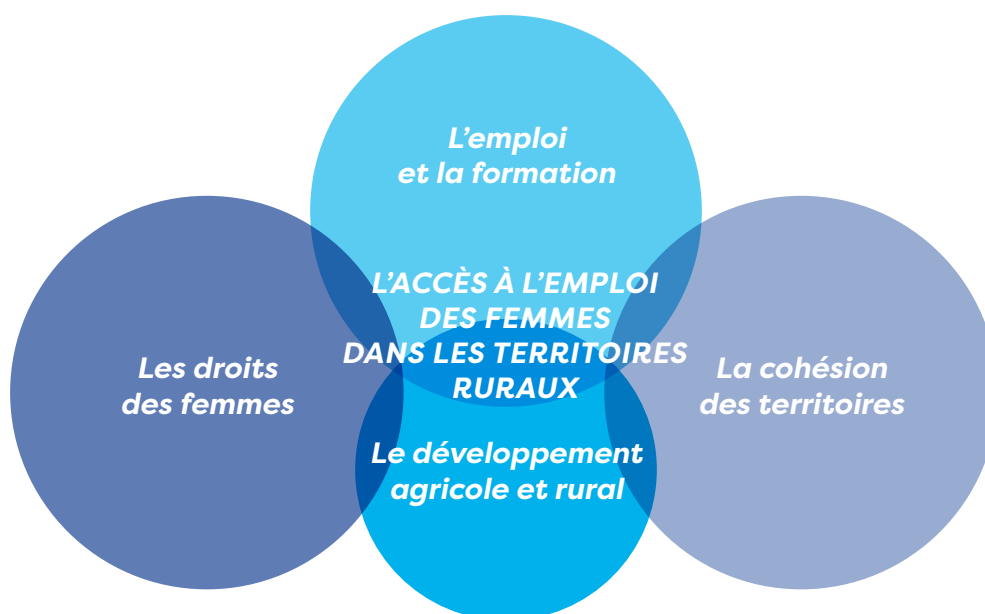 L’emploi
et la formation
L’ACCÈS À L’EMPLOI
DES FEMMES
DANS LES TERRITOIRES
RURAUX
Les droits
des femmes
La cohésion
des territoires
Le développement
agricole et rural